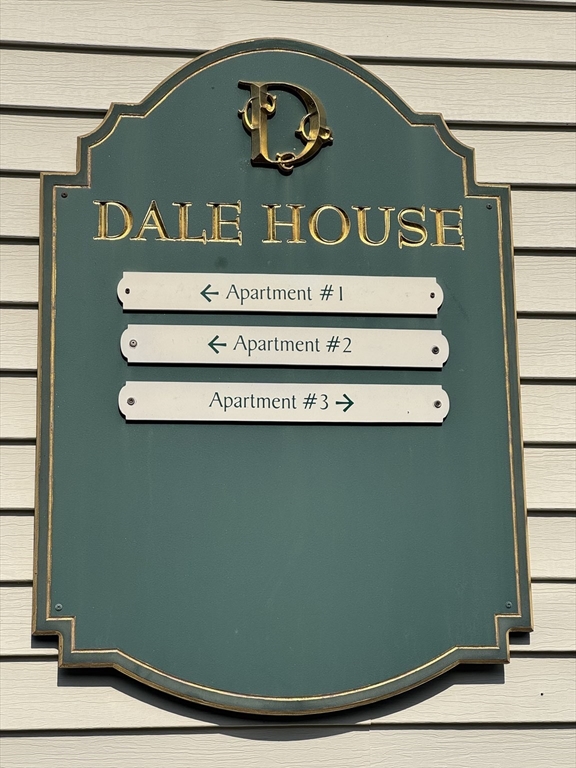 D
DALE HOUSE
← Apartment #1
← Apartment #2
Apartment #3 →